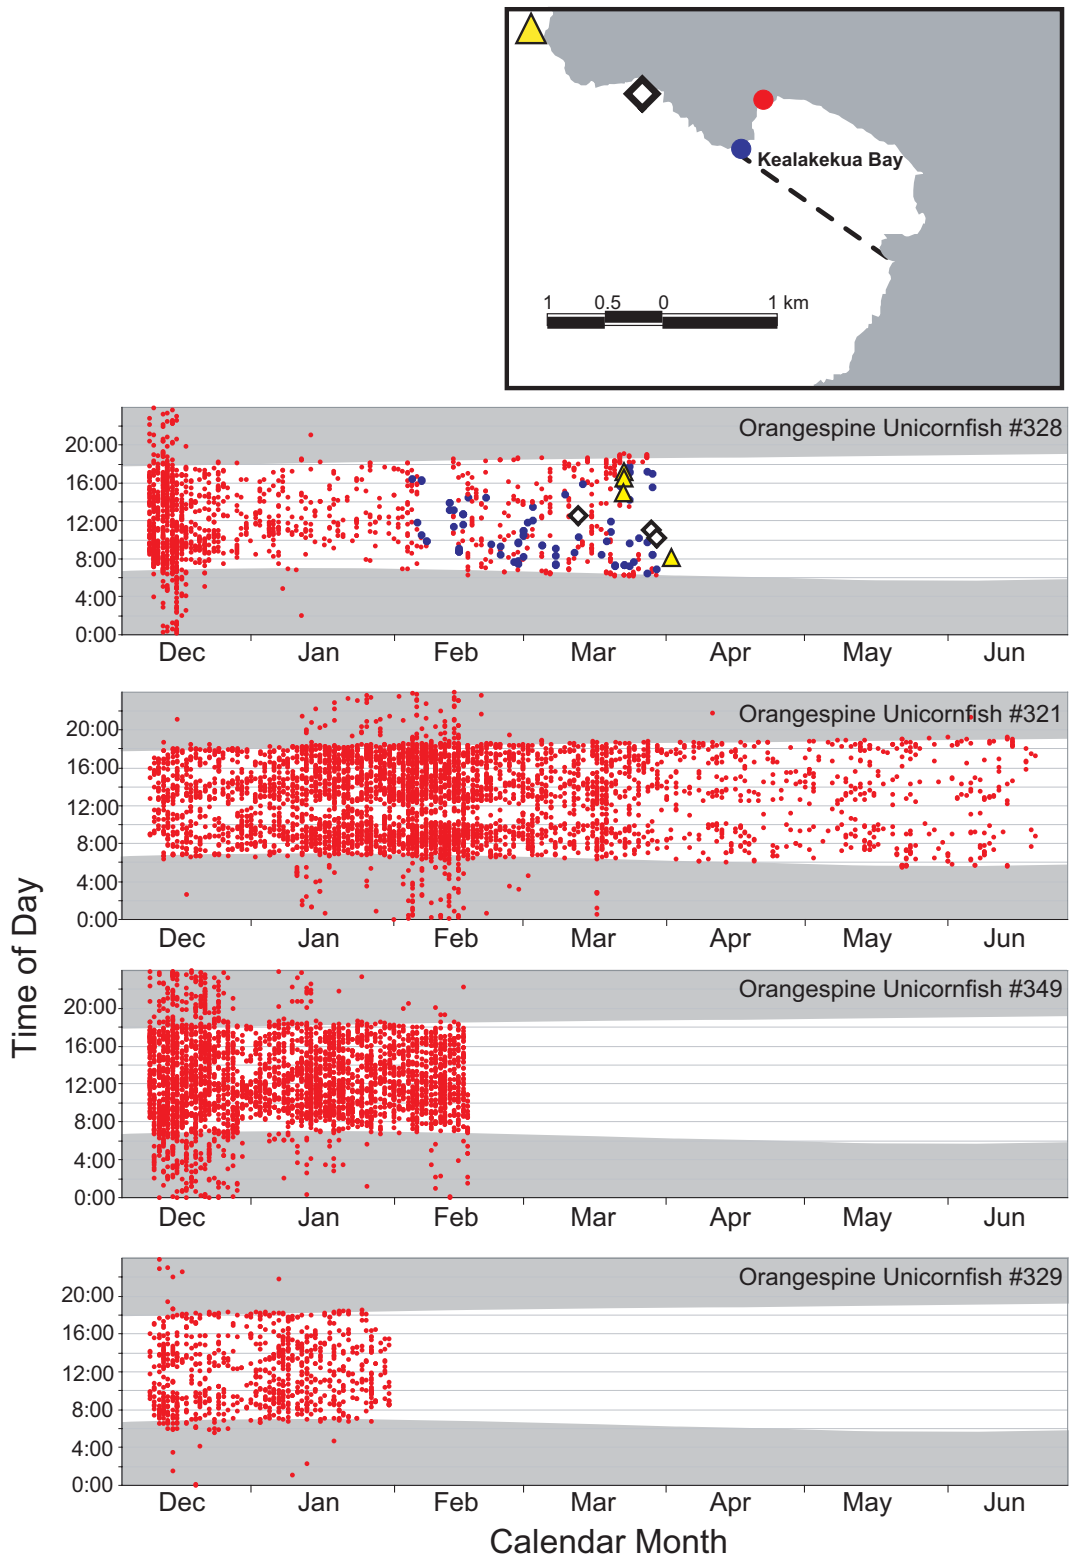 Kealakekua Bay
1 0.5 0 1 km
Orangespine Unicornfish #328
20:00
16:00
12:00
8:00
4:00
0:00
Dec Jan Feb Mar Apr May Jun
Orangespine Unicornfish #321
20:00
16:00
12:00
8:00
4:00
0:00
Dec Jan Feb Mar Apr May Jun
Orangespine Unicornfish #349
20:00
16:00
12:00
8:00
4:00
0:00
Dec Jan Feb Mar Apr May Jun
Orangespine Unicornfish #329
20:00
16:00
12:00
8:00
4:00
0:00
Dec Jan Feb Mar Apr May Jun
Time of Day
Calendar Month